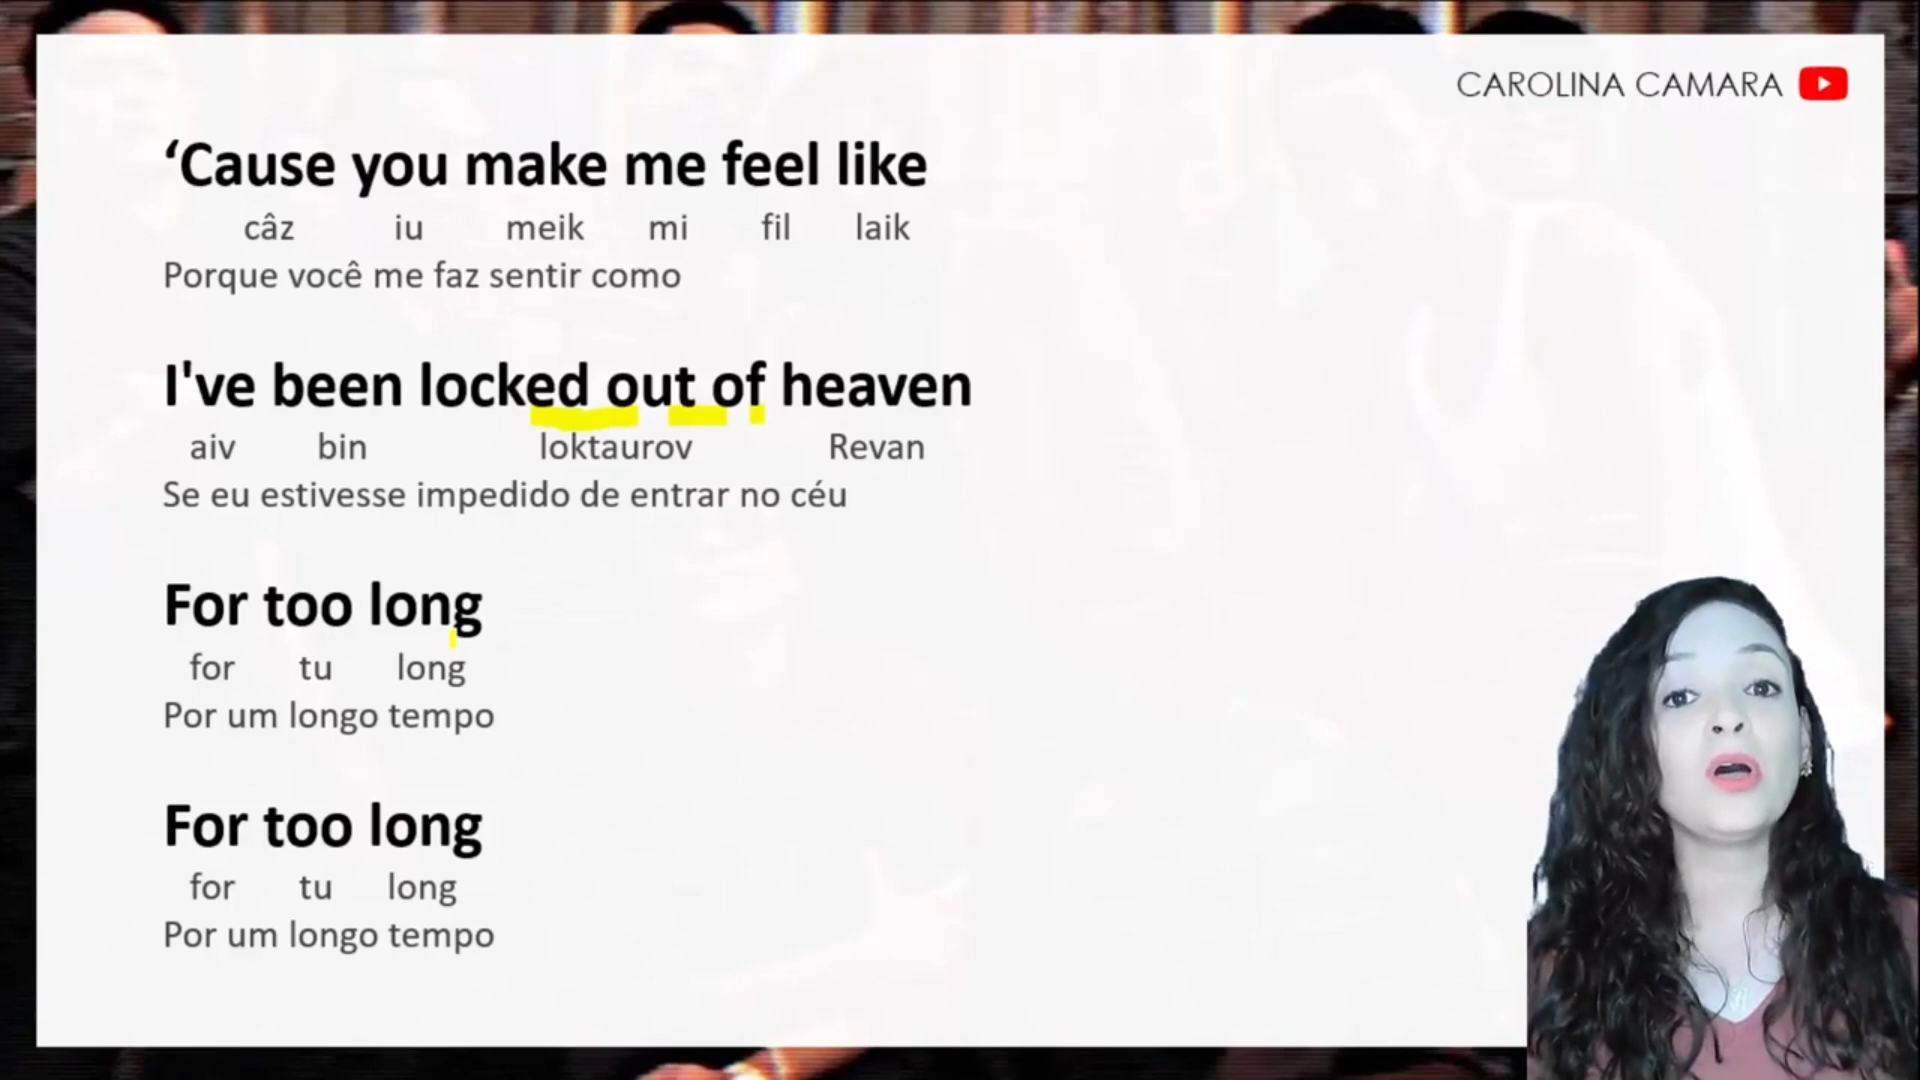 CAROLINA CAMARA
‘Cause you make me feel like
câz iu meik mi fil laik
Porque você me faz sentir como
I've been locked out of heaven
aiv bin loktaurov Revan
Se eu estivesse impedido de entrar no céu
For too long
for tu long
Por um longo tempo
For too long
for tu long
Por um longo tempo